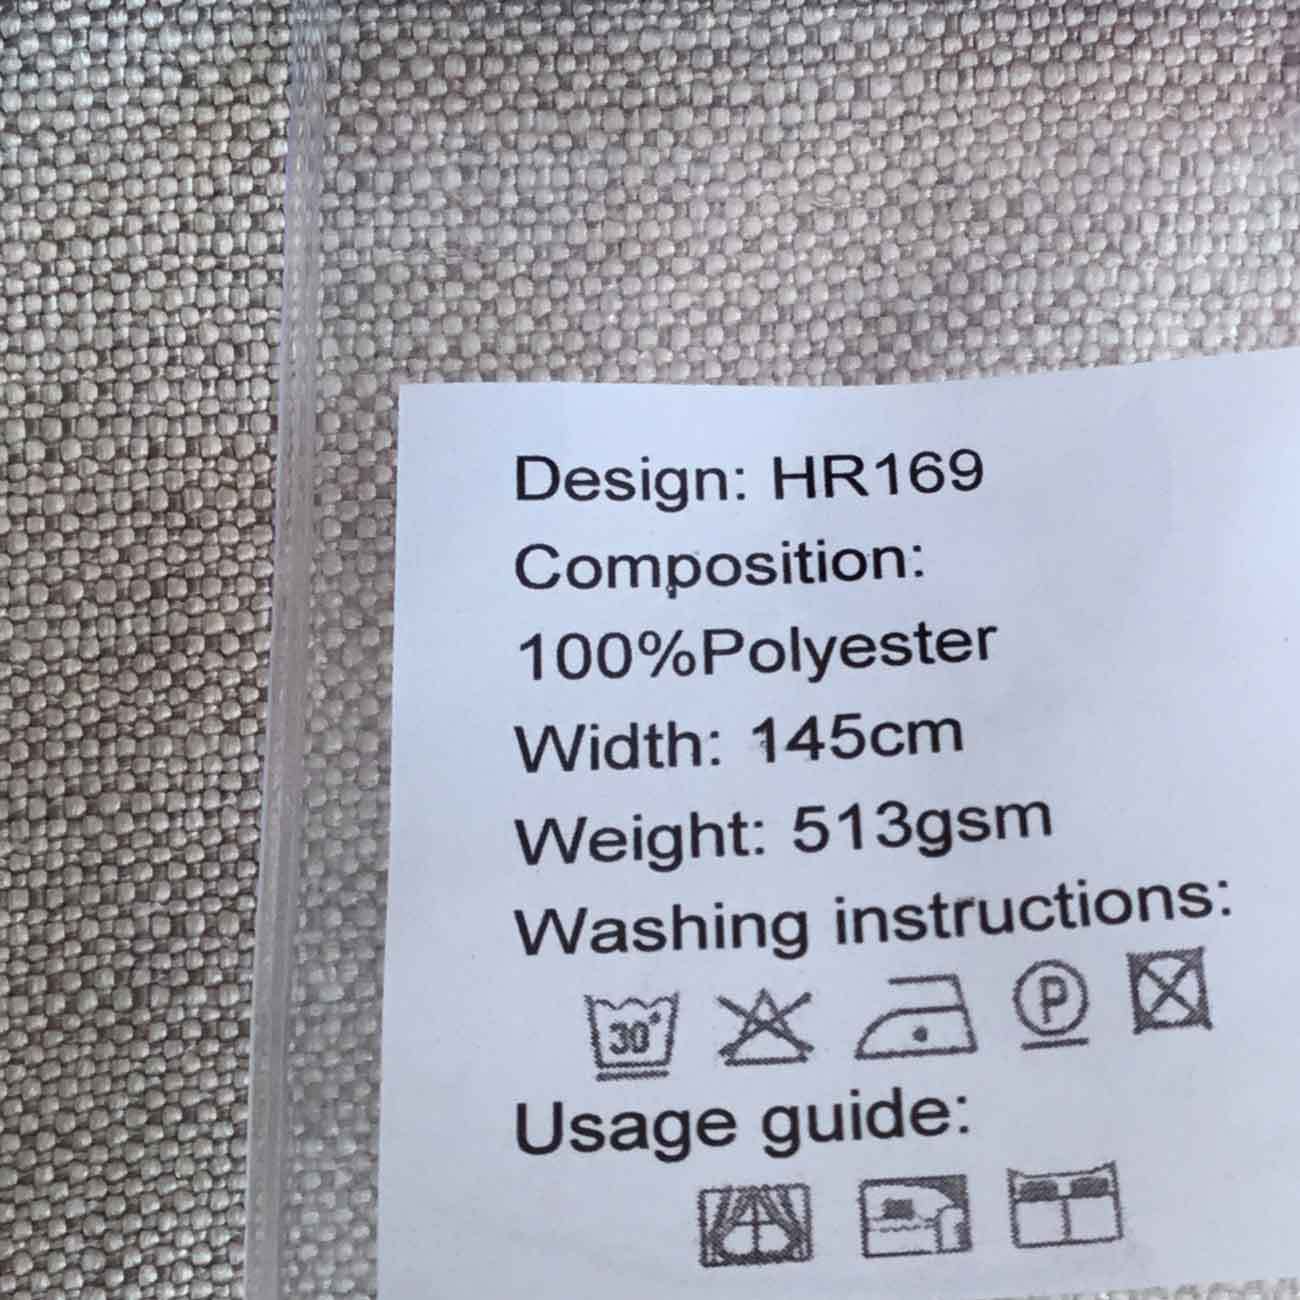 Design: HR169
Composition:
100%Polyester
Width: 145cm
Weight: 513gsm
Washing instructions:
30° P
Usage guide: